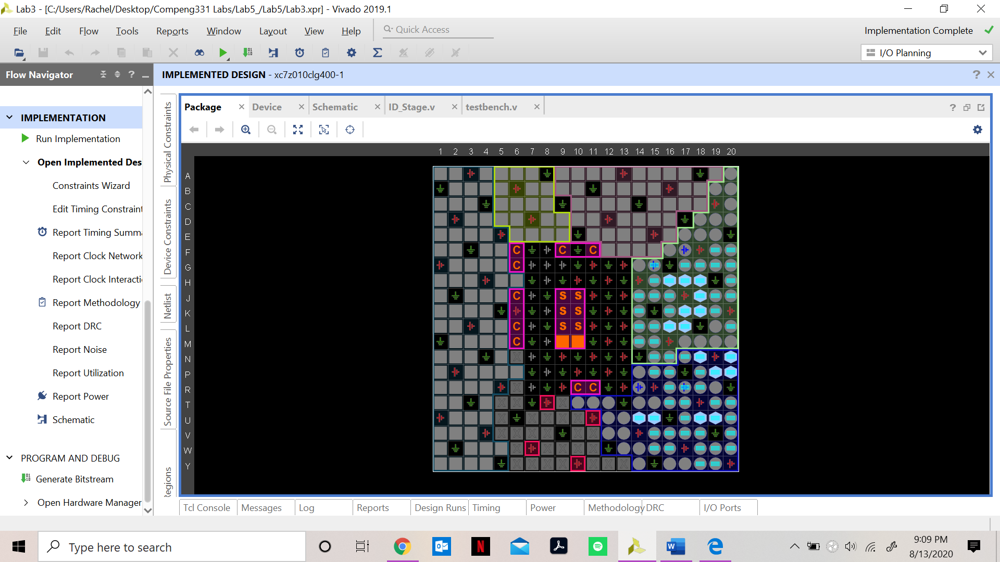 Lab3 - [C:/Users/Rachel/Desktop/Compeng331 Labs/Lab5_/Lab5/Lab3.xpr] - Vivado 2019.1
File Edit Flow Tools Reports Window Layout View Help Quick Access Implementation Complete
I/O Planning
Flow Navigator
IMPLEMENTED DESIGN - xc7z010clg400-1
IMPLEMENTATION
Run Implementation
Open Implemented Des
Constraints Wizard
Edit Timing Constraint
Report Timing Summa
Report Clock Network
Report Clock Interacti
Report Methodology
Report DRC
Report Noise
Report Utilization
Report Power
Schematic
PROGRAM AND DEBUG
Generate Bitstream
Open Hardware Manager
Physical Constraints
Device Constraints
Netlist
Source File Properties
Regions
Package Device Schematic ID_Stage.v testbench.v
1 2 3 4 5 6 7 8 9 10 11 12 13 14 15 16 17 18 19 20
A
B
C
D
E
F C C C
G C
H
J C S S
K S S
L C S S
M C
N
P
R C C
T
U
V
W
Y
Tcl Console Messages Log Reports Design Runs Timing Power Methodology DRC I/O Ports
Type here to search
9:09 PM
8/13/2020